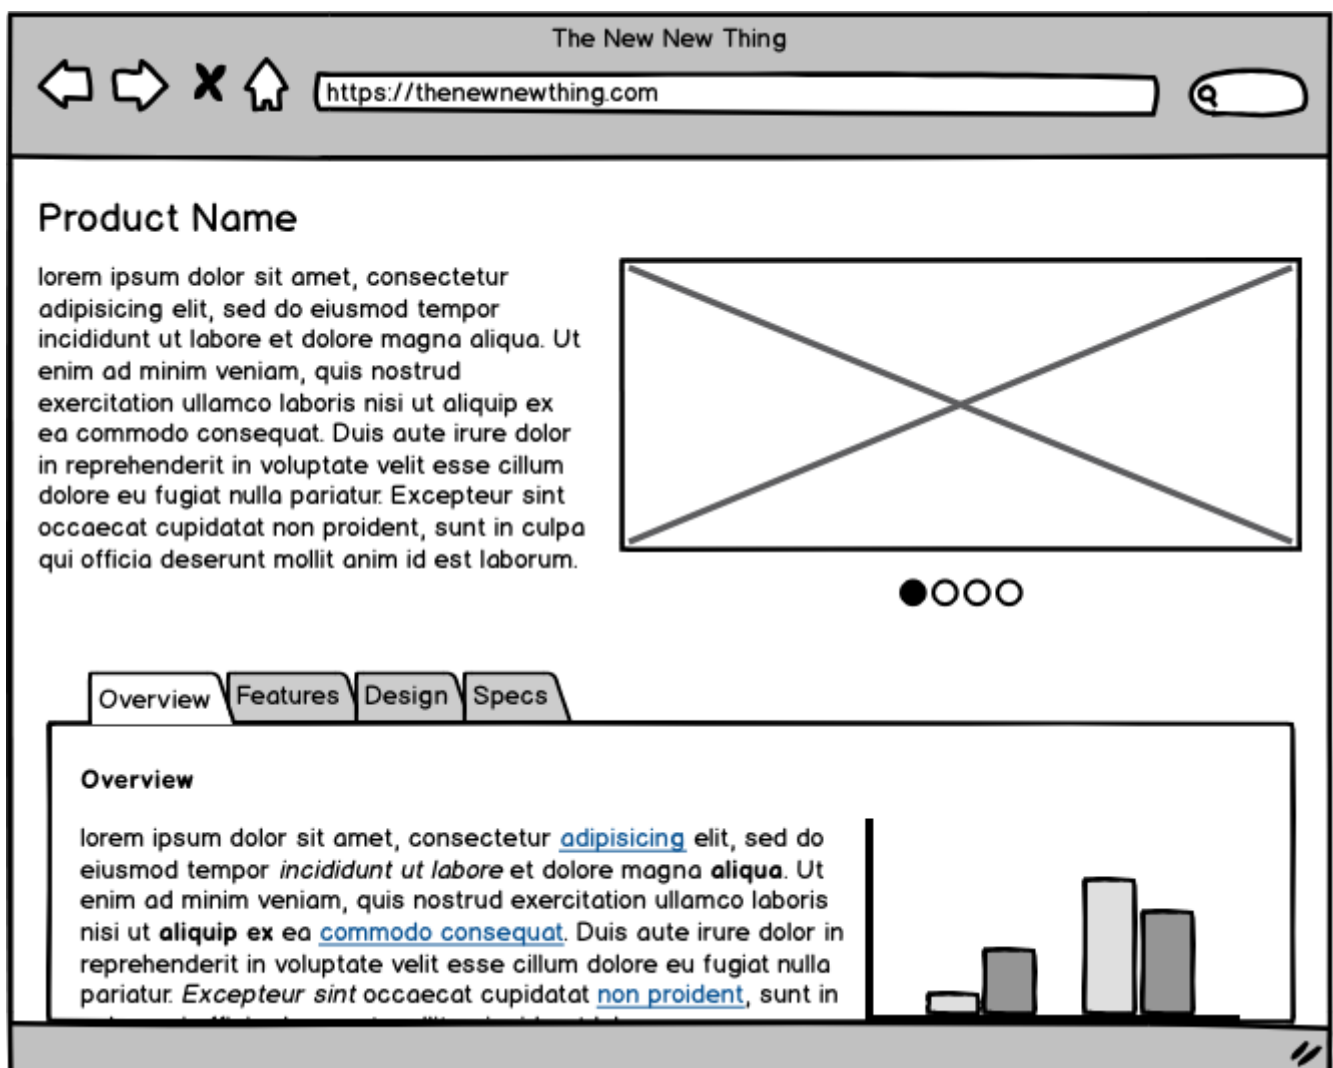 The New New Thing
https://thenewnewthing.com
Product Name
lorem ipsum dolor sit amet, consectetur
adipisicing elit, sed do eiusmod tempor
incididunt ut labore et dolore magna aliqua. Ut
enim ad minim veniam, quis nostrud
exercitation ullamco laboris nisi ut aliquip ex
ea commodo consequat. Duis aute irure dolor
in reprehenderit in voluptate velit esse cillum
dolore eu fugiat nulla pariatur. Excepteur sint
occaecat cupidatat non proident, sunt in culpa
qui officia deserunt mollit anim id est laborum.
Overview Features Design Specs
Overview
lorem ipsum dolor sit amet, consectetur adipisicing elit, sed do
eiusmod tempor incididunt ut labore et dolore magna aliqua. Ut
enim ad minim veniam, quis nostrud exercitation ullamco laboris
nisi ut aliquip ex ea commodo consequat. Duis aute irure dolor in
reprehenderit in voluptate velit esse cillum dolore eu fugiat nulla
pariatur. Excepteur sint occaecat cupidatat non proident, sunt in